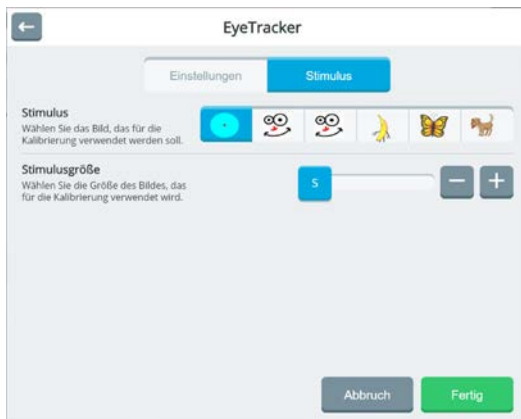 EyeTracker
Einstellungen
Stimulus
Stimulus
Wählen Sie das Bild, das für die
Kalibrierung verwendet werden soll.
Stimulusgröße
Wählen Sie die Größe des Bildes, das
für die Kalibrierung verwendet wird.
S
Abbruch
Fertig